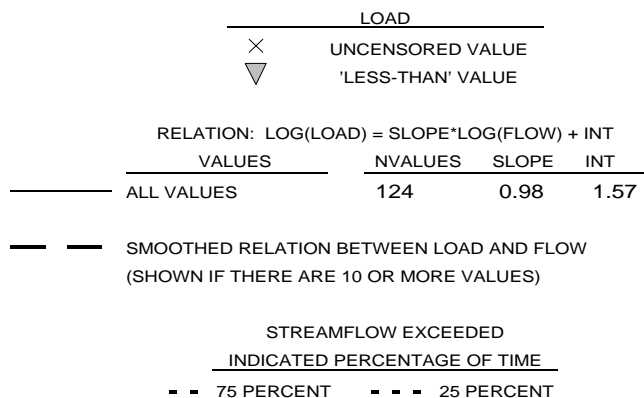 LOAD
UNCENSORED VALUE
'LESS-THAN' VALUE
RELATION: LOG(LOAD) = SLOPE*LOG(FLOW) + INT
VALUES NVALUES SLOPE INT
ALL VALUES 124 0.98 1.57
SMOOTHED RELATION BETWEEN LOAD AND FLOW
(SHOWN IF THERE ARE 10 OR MORE VALUES)
STREAMFLOW EXCEEDED
INDICATED PERCENTAGE OF TIME
75 PERCENT 25 PERCENT